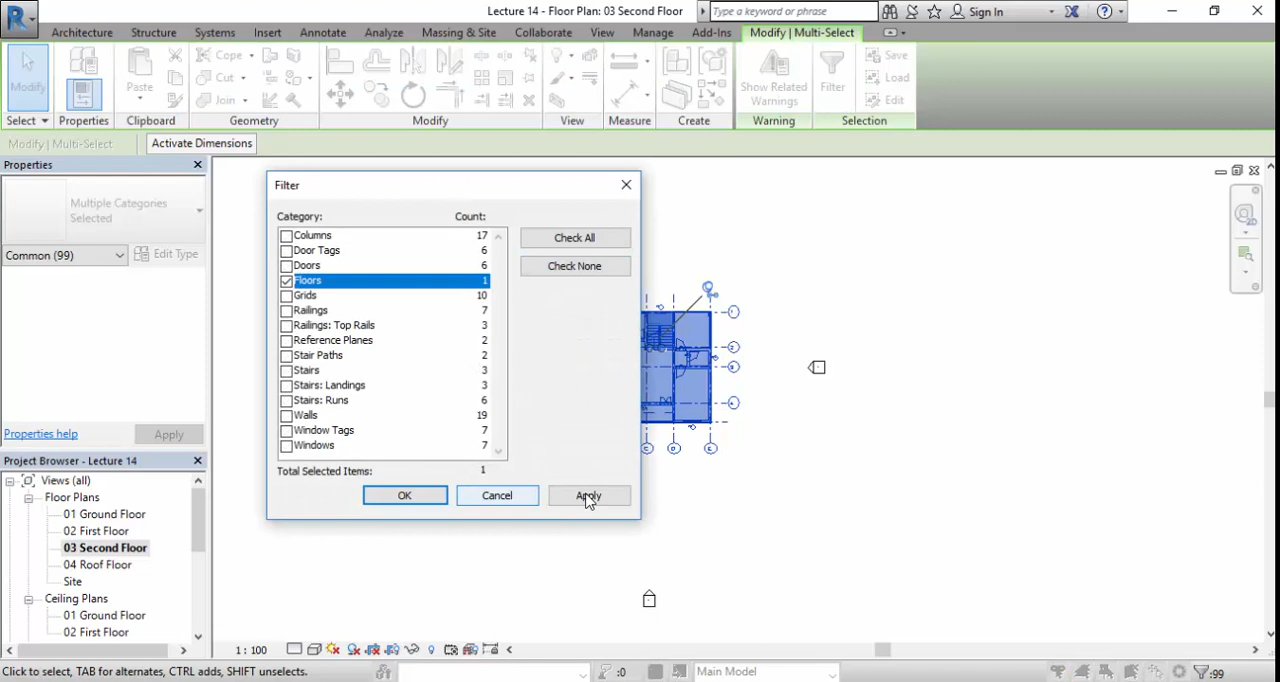 Lecture 14 - Floor Plan: 03 Second Floor
Type a keyword or phrase
Sign In
Architecture Structure Systems Insert Annotate Analyze Massing & Site Collaborate View Manage Add-Ins Modify | Multi-Select
Modify
Paste
Cope
Cut
Join
Show Related Warnings
Filter
Save
Load
Edit
Select Properties Clipboard Geometry Modify View Measure Create Warning Selection
Modify | Multi-Select
Activate Dimensions
Properties
Multiple Categories
Selected
Common (99)
Edit Type
Properties help
Apply
Project Browser - Lecture 14
Views (all)
Floor Plans
01 Ground Floor
02 First Floor
03 Second Floor
04 Roof Floor
Site
Ceiling Plans
01 Ground Floor
02 First Floor
Filter
Category: Count:
Columns 17
Door Tags 6
Doors 6
Floors 1
Grids 10
Railings 7
Railings: Top Rails 3
Reference Planes 2
Stair Paths 2
Stairs 3
Stairs: Landings 3
Stairs: Runs 6
Walls 19
Window Tags 7
Windows 7
Total Selected Items: 1
Check All
Check None
OK Cancel Apply
1 : 100
Click to select, TAB for alternates, CTRL adds, SHIFT unselects.
:0
Main Model
:99